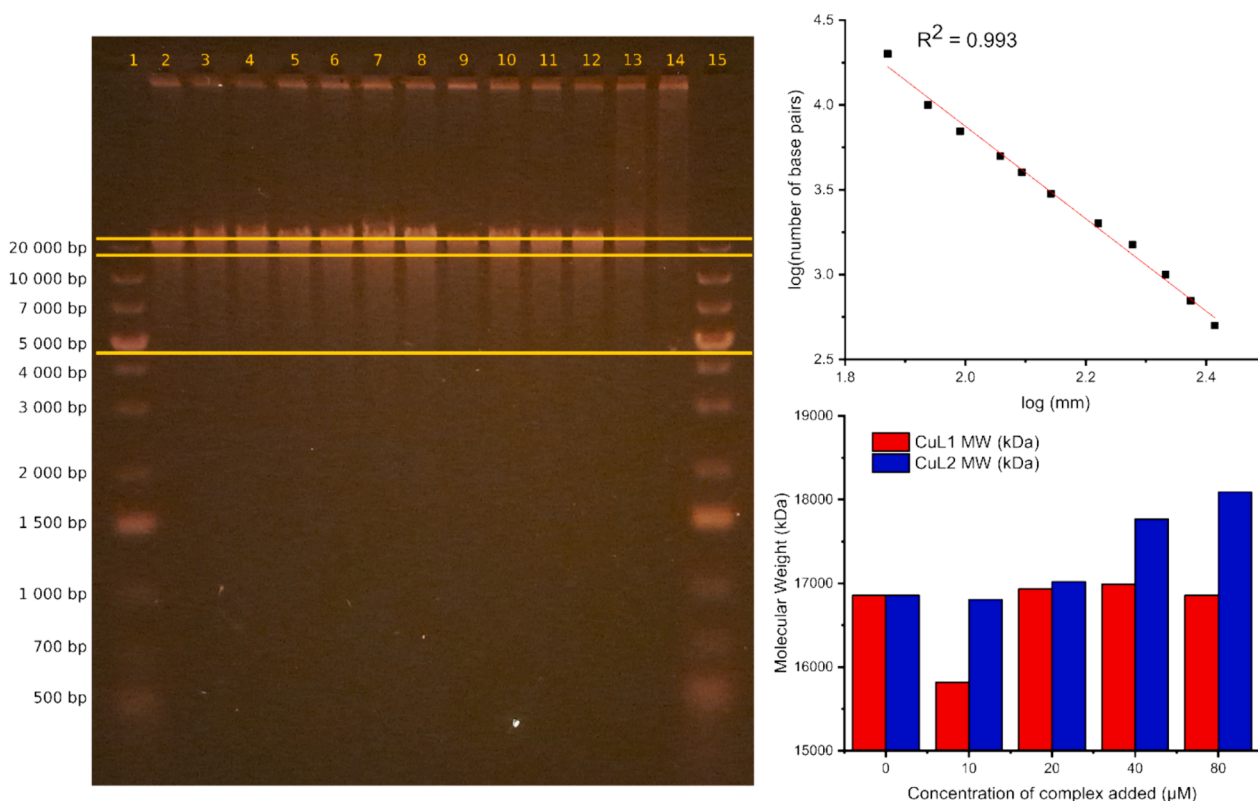 1 2 3 4 5 6 7 8 9 10 11 12 13 14 15
20 000 bp
10 000 bp
7 000 bp
5 000 bp
4 000 bp
3 000 bp
2 000 bp
1 500 bp
1 000 bp
700 bp
500 bp
R² = 0.993
log(number of base pairs)
4.5
4.0
3.5
3.0
2.5
1.8 2.0 2.2 2.4
log (mm)
CuL1 MW (kDa)
CuL2 MW (kDa)
Molecular Weight (kDa)
19000
18000
17000
16000
15000
0 10 20 40 80
Concentration of complex added (μM)